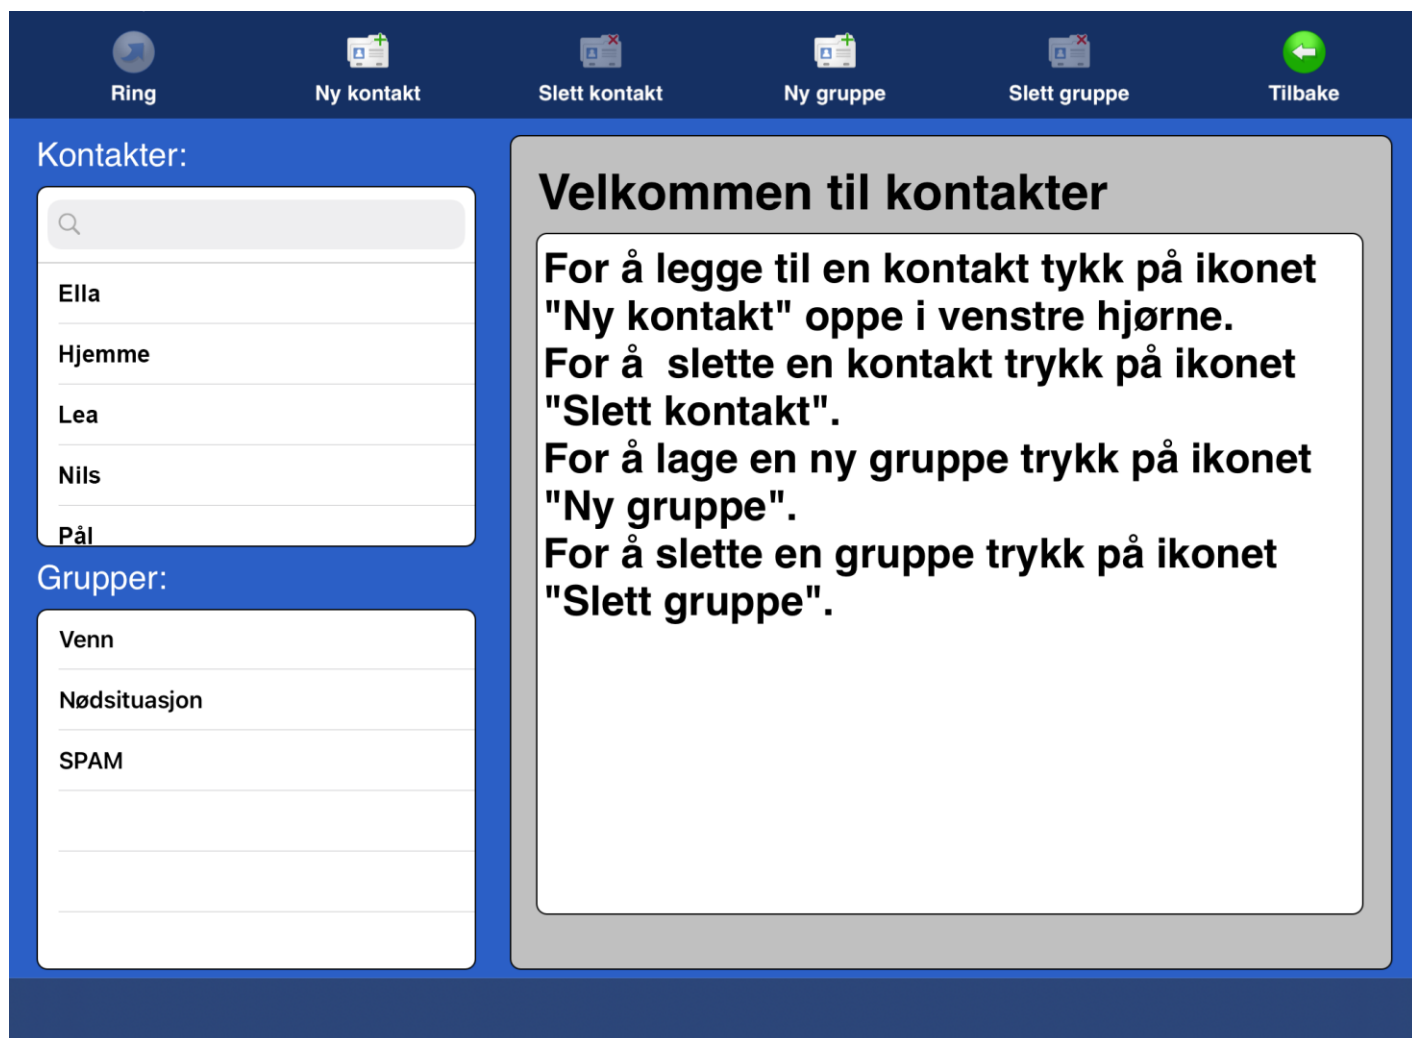 Ring
Ny kontakt
Slett kontakt
Ny gruppe
Slett gruppe
Tilbake
Kontakter:
Ella
Hjemme
Lea
Nils
Pål
Grupper:
Venn
Nødsituasjon
SPAM
Velkommen til kontakter
For å legge til en kontakt tykk på ikonet
"Ny kontakt" oppe i venstre hjørne.
For å  slette en kontakt trykk på ikonet
"Slett kontakt".
For å lage en ny gruppe trykk på ikonet
"Ny gruppe".
For å slette en gruppe trykk på ikonet
"Slett gruppe".